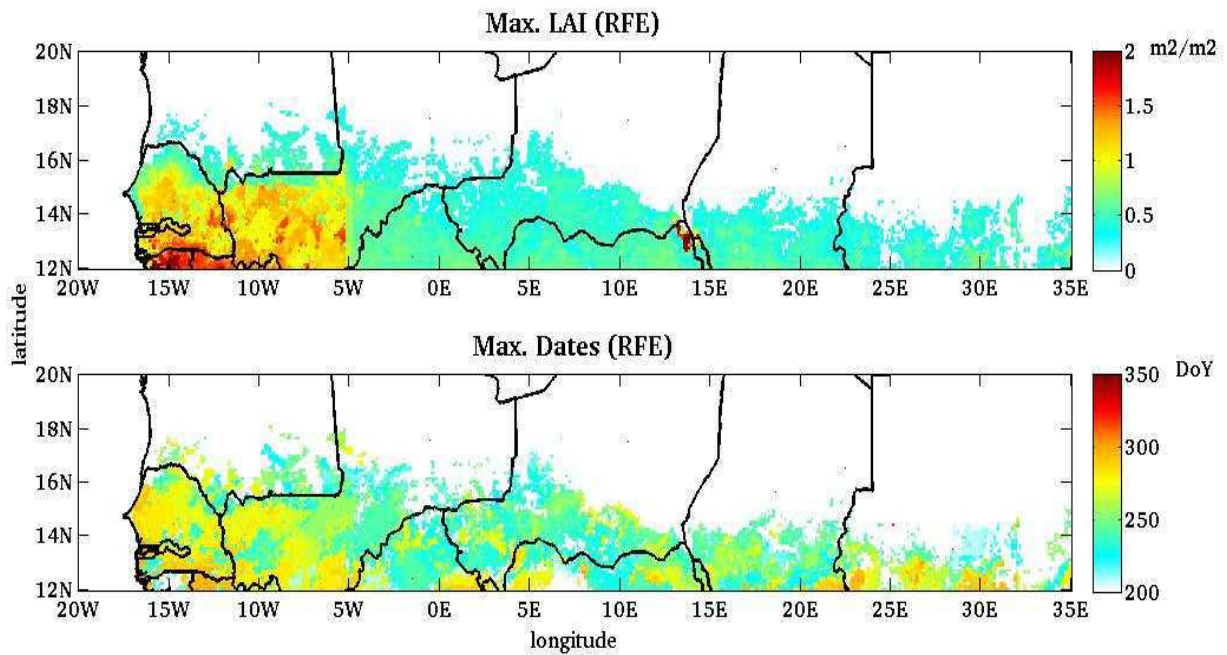 Max. LAI (RFE)
20N
18N
16N
14N
12N
20W 15W 10W 5W 0E 5E 10E 15E 20E 25E 30E 35E
2 m2/m2
1.5
1
0.5
0
latitude
Max. Dates (RFE)
20N
18N
16N
14N
12N
20W 15W 10W 5W 0E 5E 10E 15E 20E 25E 30E 35E
350 DoY
300
250
200
longitude